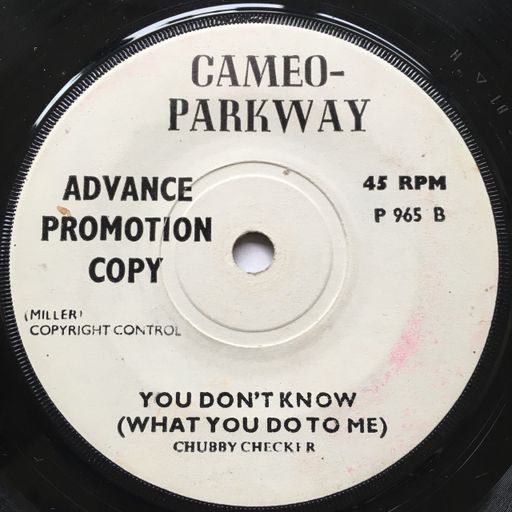 CAMEO-
PARKWAY
ADVANCE
PROMOTION
COPY
45 RPM
P 965 B
(MILLER)
COPYRIGHT CONTROL
YOU DON'T KNOW
(WHAT YOU DO TO ME)
CHUBBY CHECKER